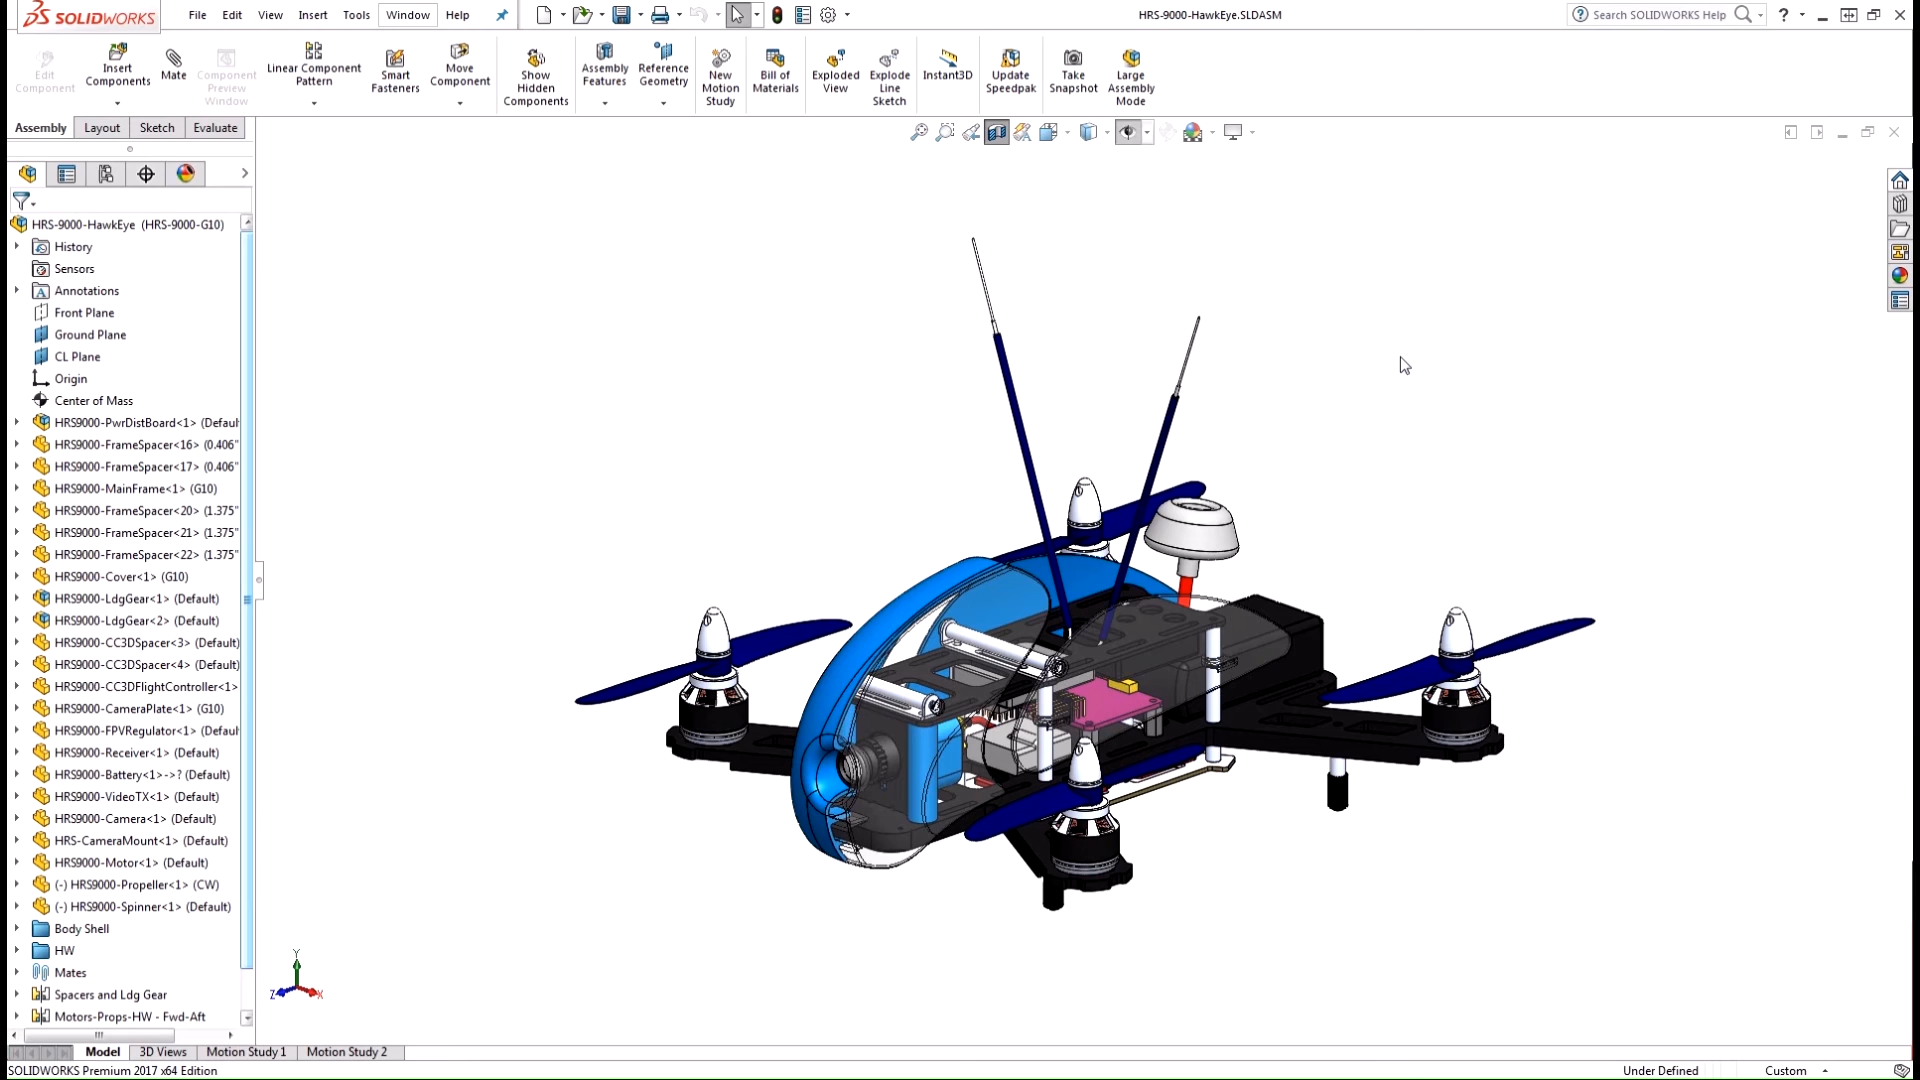 SOLIDWORKS File Edit View Insert Tools Window Help HRS-9000-HawkEye.SLDASM Search SOLIDWORKS Help
Edit Component
Insert Components
Mate
Component Preview Window
Linear Component Pattern
Smart Fasteners
Move Component
Show Hidden Components
Assembly Features
Reference Geometry
New Motion Study
Bill of Materials
Exploded View
Explode Line Sketch
Instant3D
Update Speedpak
Take Snapshot
Large Assembly Mode
Assembly Layout Sketch Evaluate
HRS-9000-HawkEye (HRS-9000-G10)
History
Sensors
Annotations
Front Plane
Ground Plane
CL Plane
Origin
Center of Mass
HRS9000-PwrDistBoard<1> (Defaul
HRS9000-FrameSpacer<16> (0.406"
HRS9000-FrameSpacer<17> (0.406"
HRS9000-MainFrame<1> (G10)
HRS9000-FrameSpacer<20> (1.375"
HRS9000-FrameSpacer<21> (1.375"
HRS9000-FrameSpacer<22> (1.375"
HRS9000-Cover<1> (G10)
HRS9000-LdgGear<1> (Default)
HRS9000-LdgGear<2> (Default)
HRS9000-CC3DSpacer<3> (Default)
HRS9000-CC3DSpacer<4> (Default)
HRS9000-CC3DFlightController<1>
HRS9000-CameraPlate<1> (G10)
HRS9000-FPVRegulator<1> (Defaul
HRS9000-Receiver<1> (Default)
HRS9000-Battery<1>->? (Default)
HRS9000-VideoTX<1> (Default)
HRS9000-Camera<1> (Default)
HRS-CameraMount<1> (Default)
HRS9000-Motor<1> (Default)
(-) HRS9000-Propeller<1> (CW)
(-) HRS9000-Spinner<1> (Default)
Body Shell
HW
Mates
Spacers and Ldg Gear
Motors-Props-HW - Fwd-Aft
Y
Z X
Model 3D Views Motion Study 1 Motion Study 2
SOLIDWORKS Premium 2017 x64 Edition Under Defined Custom